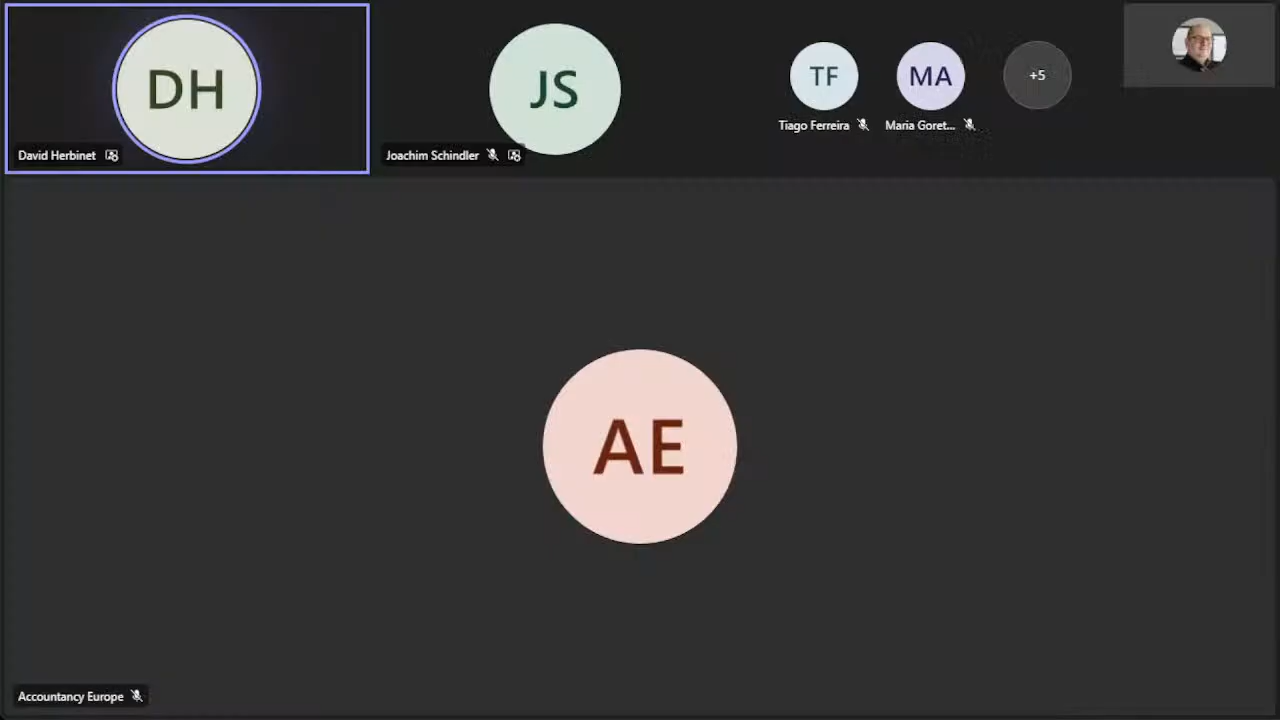 DH
David Herbinet
JS
Joachim Schindler
TF
Tiago Ferreira
MA
Maria Goret...
+5
AE
Accountancy Europe